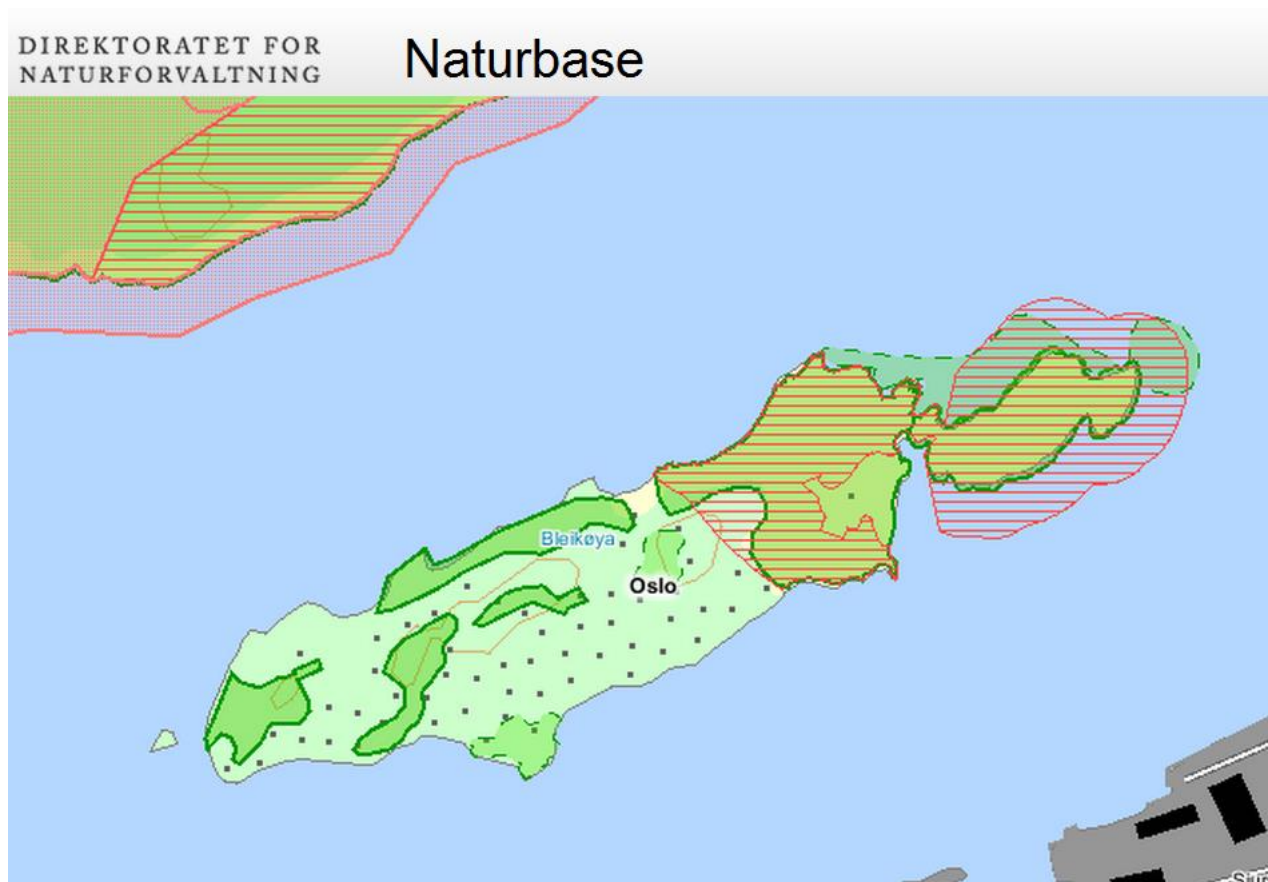 DIREKTORATET FOR
NATURFORVALTNING
Naturbase
Bleikøya
Oslo